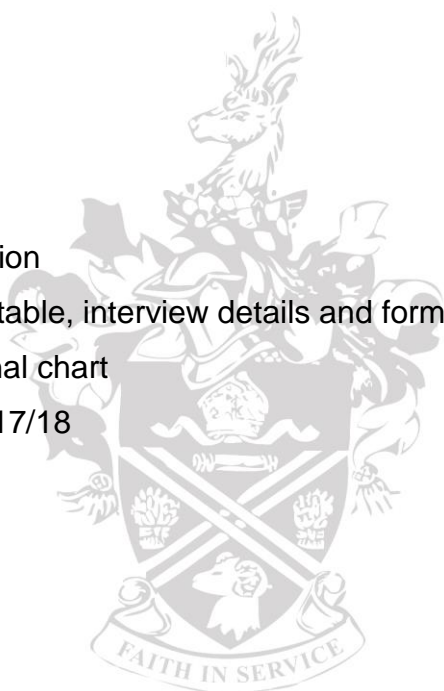 ion
table, interview details and form
nal chart
17/18
FAITH IN SERVICE